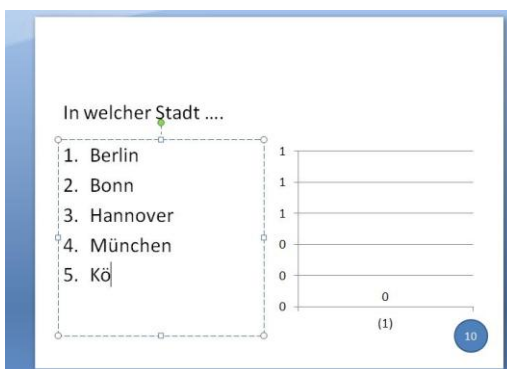 In welcher Stadt ....
1. Berlin
2. Bonn
3. Hannover
4. München
5. Kö
1
1
1
0
0
0
0
(1)
10